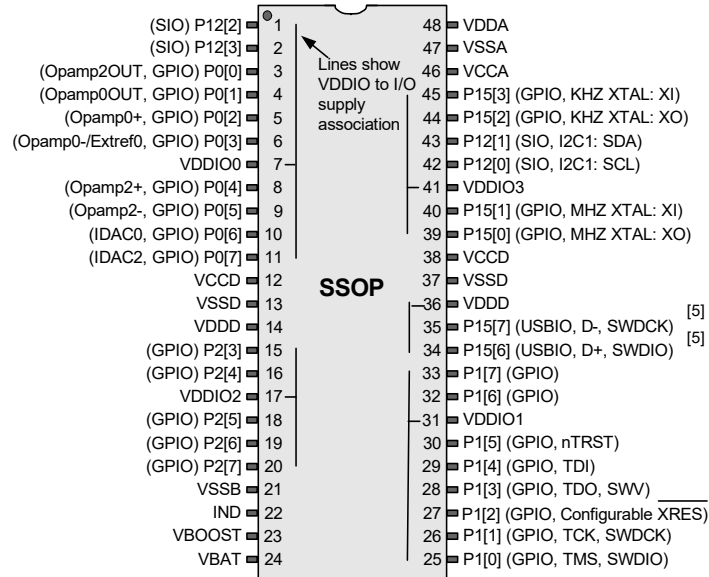 (SIO) P12[2] 1
(SIO) P12[3] 2
(Opamp2OUT, GPIO) P0[0] 3
(Opamp0OUT, GPIO) P0[1] 4
(Opamp0+, GPIO) P0[2] 5
(Opamp0-/Extref0, GPIO) P0[3] 6
VDDIO0 7
(Opamp2+, GPIO) P0[4] 8
(Opamp2-, GPIO) P0[5] 9
(IDAC0, GPIO) P0[6] 10
(IDAC2, GPIO) P0[7] 11
VCCD 12
VSSD 13
VDDD 14
(GPIO) P2[3] 15
(GPIO) P2[4] 16
VDDIO2 17
(GPIO) P2[5] 18
(GPIO) P2[6] 19
(GPIO) P2[7] 20
VSSB 21
IND 22
VBOOST 23
VBAT 24
Lines show
VDDIO to I/O
supply
association
SSOP
48 VDDA
47 VSSA
46 VCCA
45 P15[3] (GPIO, KHZ XTAL: XI)
44 P15[2] (GPIO, KHZ XTAL: XO)
43 P12[1] (SIO, I2C1: SDA)
42 P12[0] (SIO, I2C1: SCL)
41 VDDIO3
40 P15[1] (GPIO, MHZ XTAL: XI)
39 P15[0] (GPIO, MHZ XTAL: XO)
38 VCCD
37 VSSD
36 VDDD
35 P15[7] (USBIO, D-, SWDCK) [5]
34 P15[6] (USBIO, D+, SWDIO) [5]
33 P1[7] (GPIO)
32 P1[6] (GPIO)
31 VDDIO1
30 P1[5] (GPIO, nTRST)
29 P1[4] (GPIO, TDI)
28 P1[3] (GPIO, TDO, SWV)
27 P1[2] (GPIO, Configurable XRES)
26 P1[1] (GPIO, TCK, SWDCK)
25 P1[0] (GPIO, TMS, SWDIO)